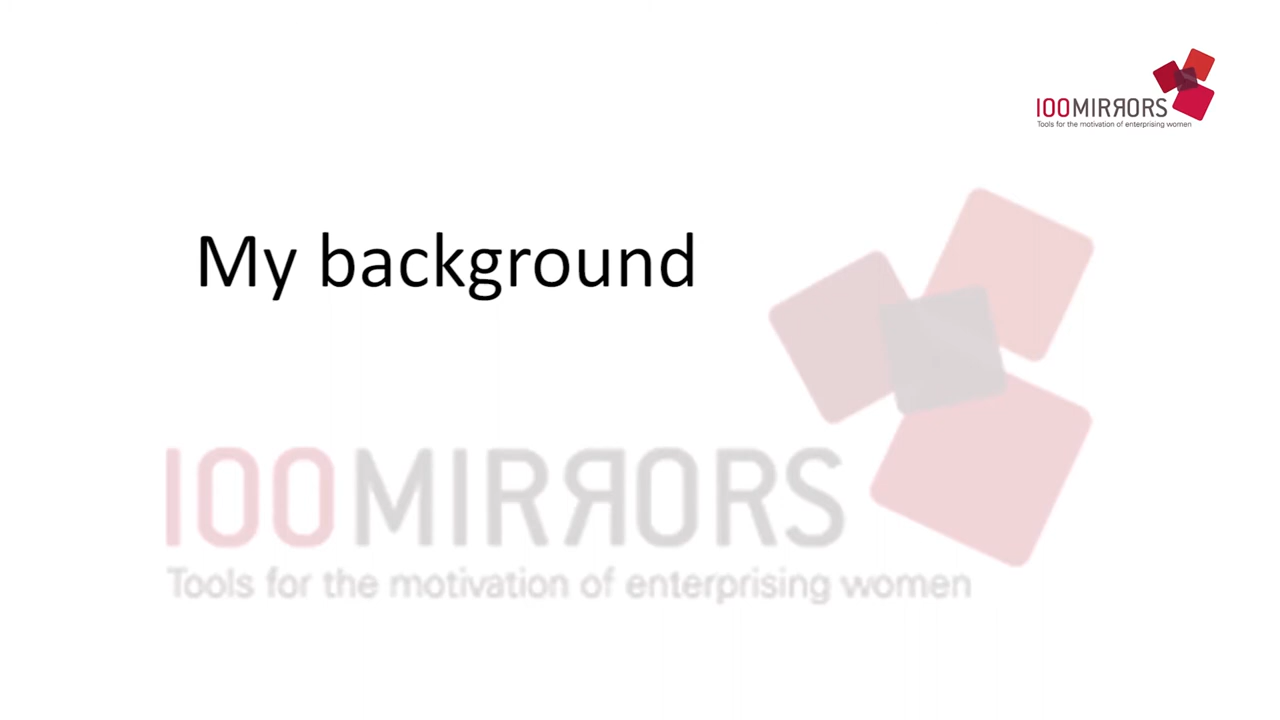 100MIRRORS
Tools for the motivation of enterprising women
My background
100MIRRORS
Tools for the motivation of enterprising women